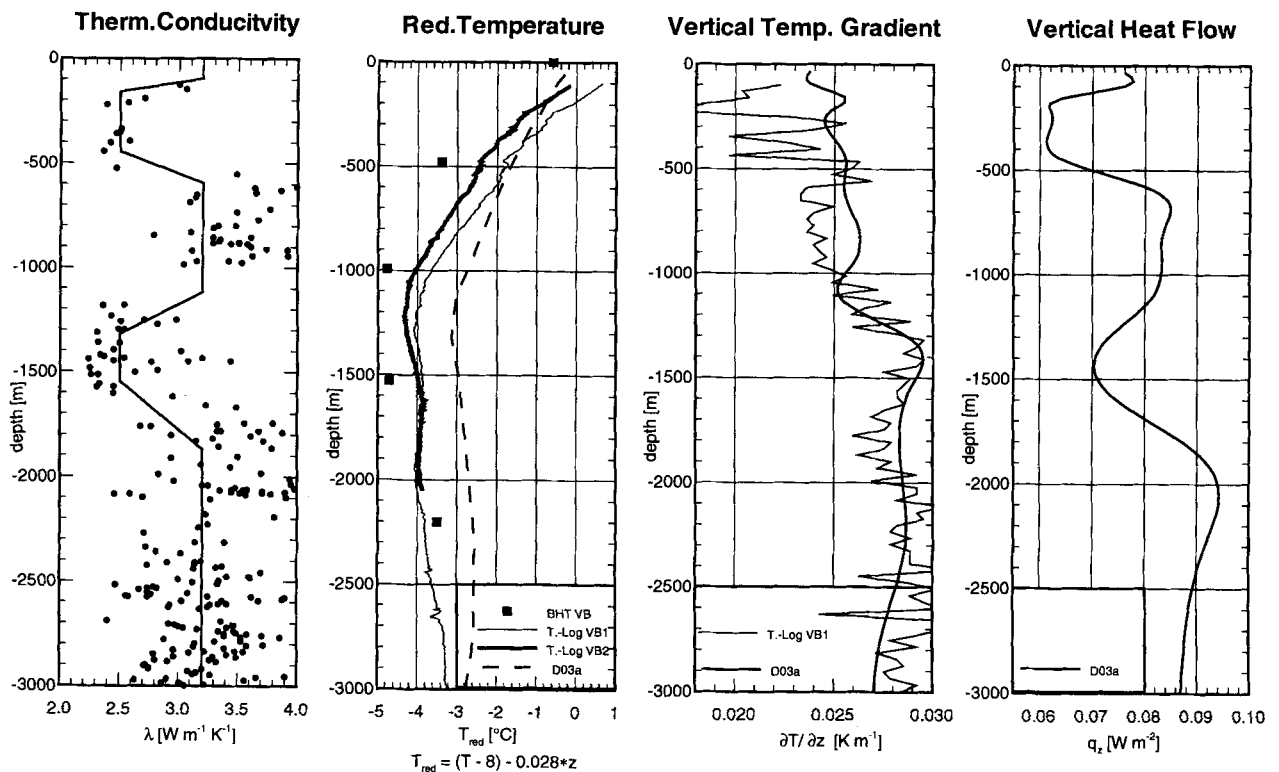 Therm.Conducitvity
Red.Temperature
Vertical Temp. Gradient
Vertical Heat Flow
0
-500
-1000
-1500
-2000
-2500
-3000
depth [m]
2.0 2.5 3.0 3.5 4.0
λ [W m⁻¹ K⁻¹]
0
-500
-1000
-1500
-2000
-2500
-3000
depth [m]
BHT VB
T.-Log VB1
T.-Log VB2
D03a
-5 -4 -3 -2 -1 0 1
T_red [°C]
T_red = (T - 8) - 0.028*z
0
-500
-1000
-1500
-2000
-2500
-3000
depth [m]
T.-Log VB1
D03a
0.020 0.025 0.030
∂T/∂z [K m⁻¹]
0
-500
-1000
-1500
-2000
-2500
-3000
depth [m]
D03a
0.06 0.07 0.08 0.09 0.10
q_z [W m⁻²]